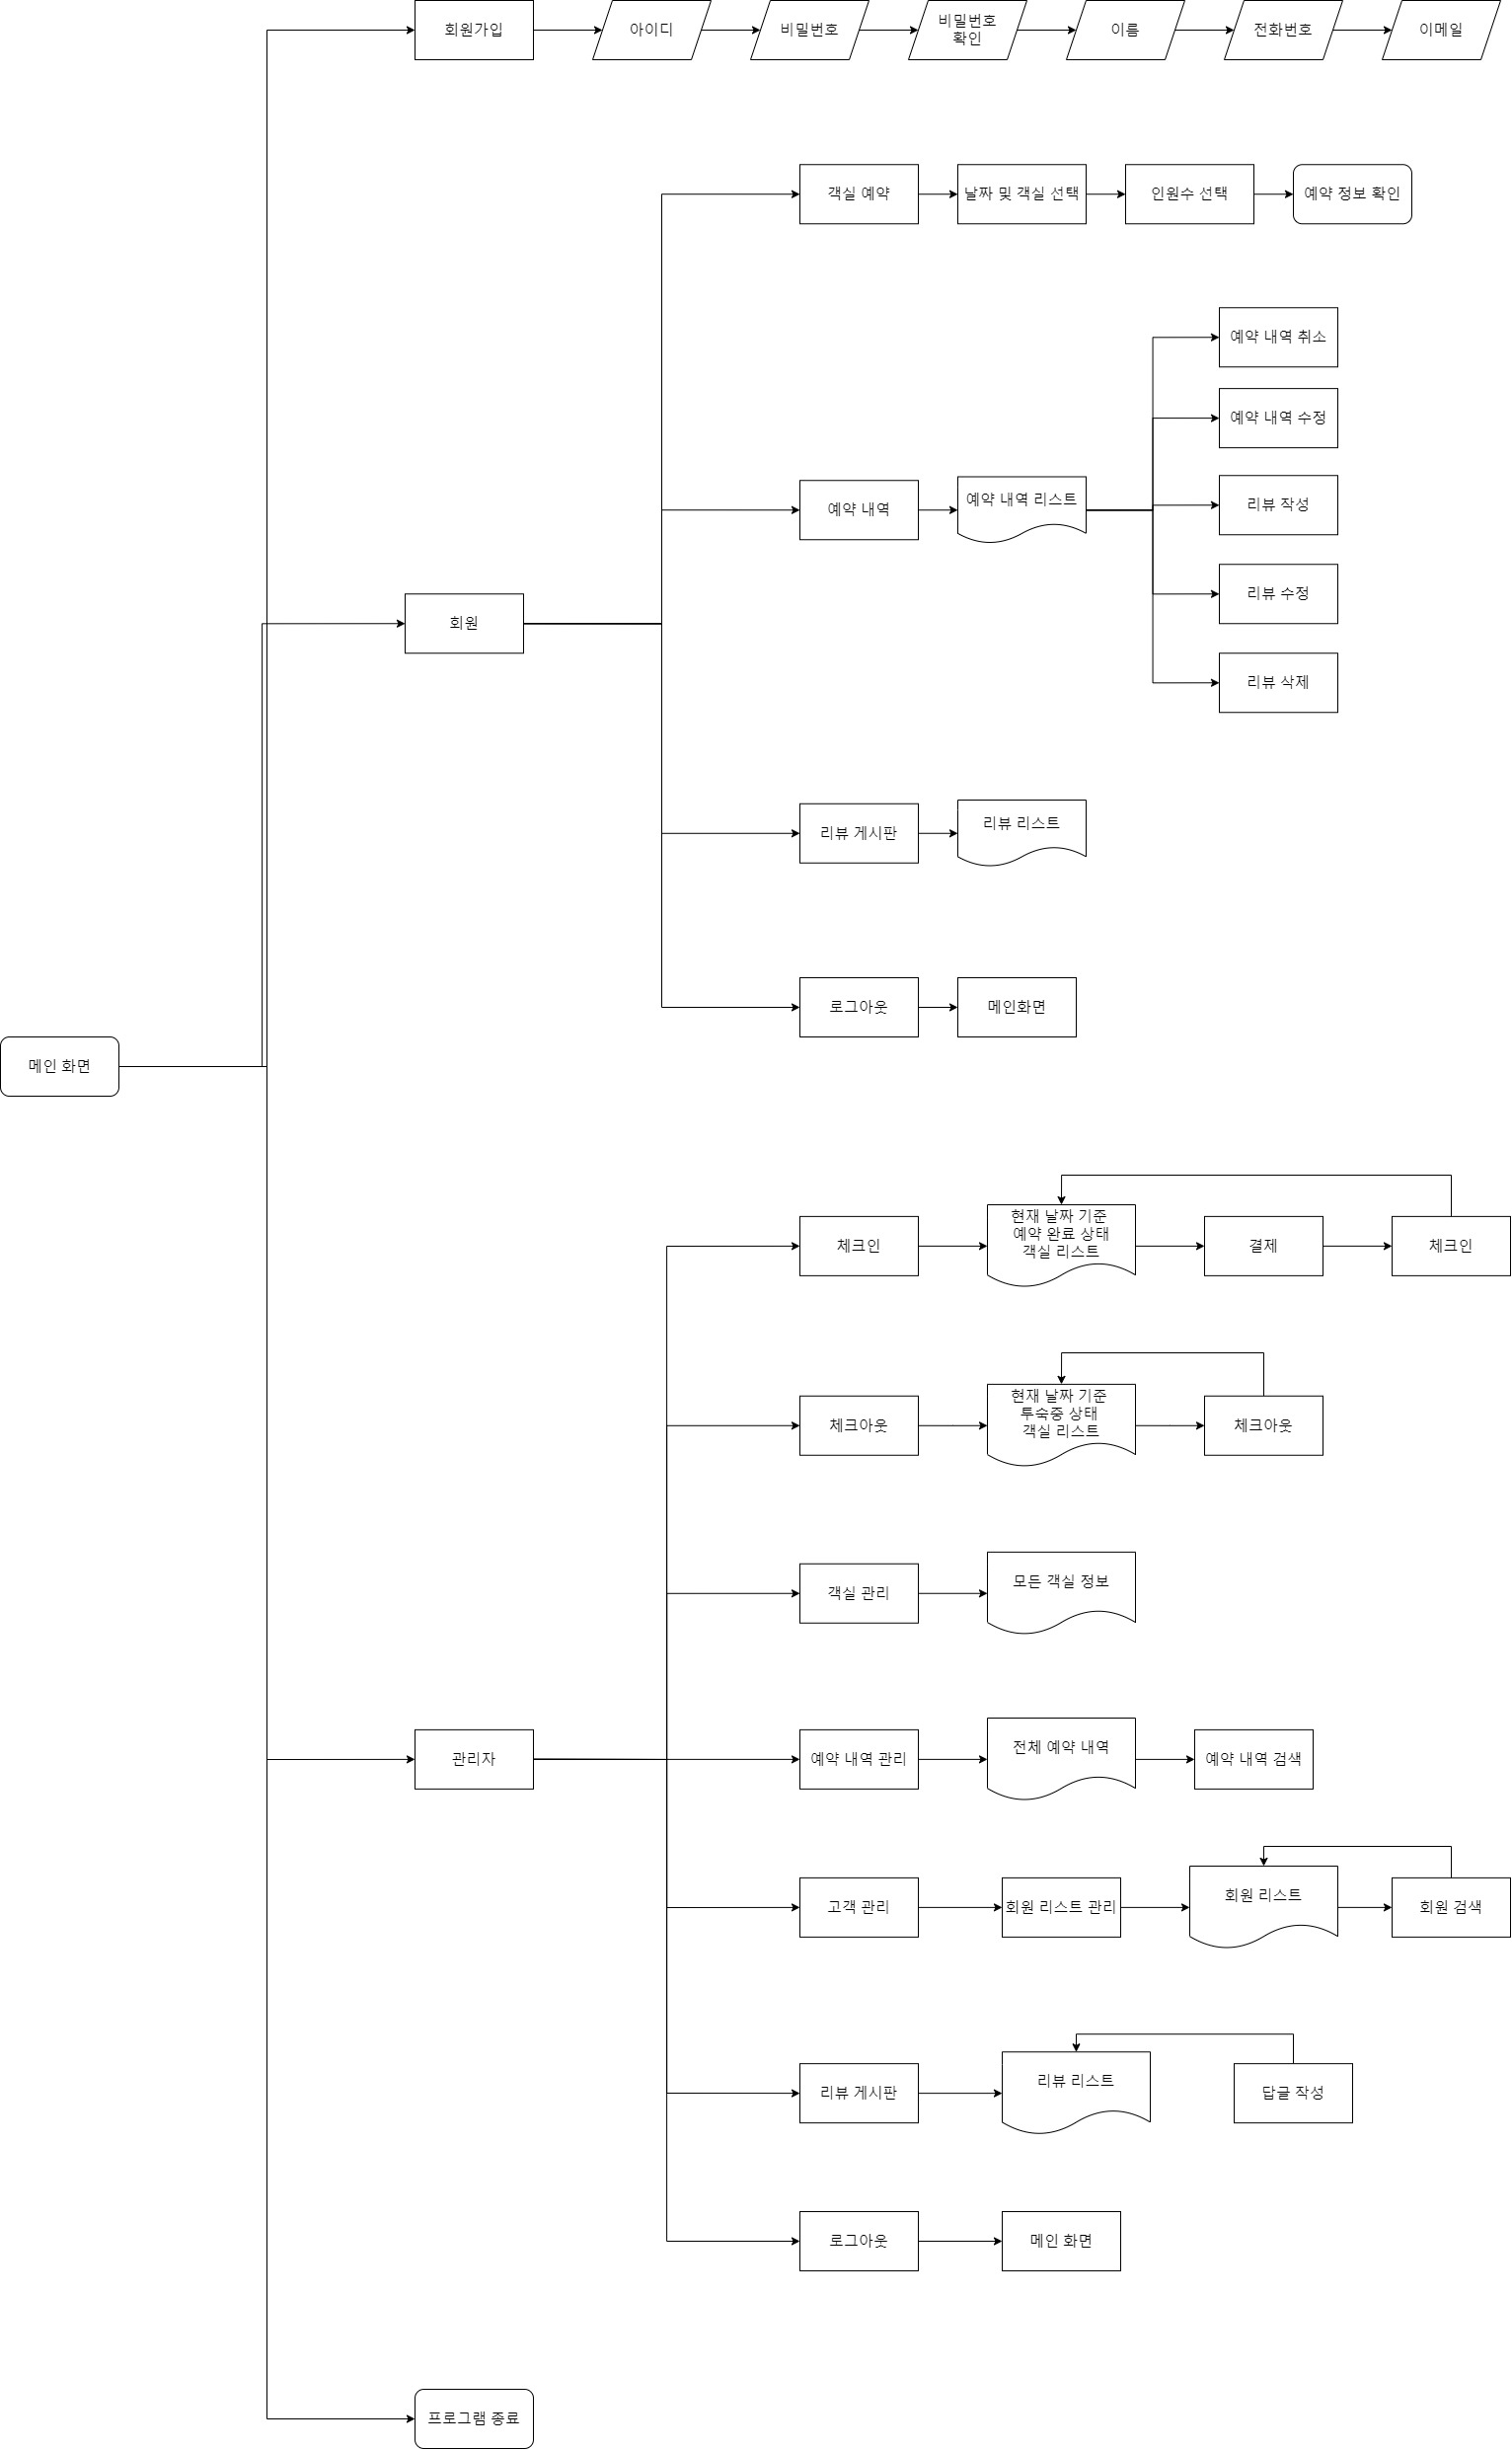 회원가입
아이디
비밀번호
비밀번호
확인
이름
전화번호
이메일
객실 예약
날짜 및 객실 선택
인원수 선택
예약 정보 확인
예약 내역 취소
예약 내역 수정
예약 내역
예약 내역 리스트
리뷰 작성
리뷰 수정
회원
리뷰 삭제
리뷰 게시판
리뷰 리스트
로그아웃
메인화면
메인 화면
체크인
현재 날짜 기준
예약 완료 상태
객실 리스트
결제
체크인
체크아웃
현재 날짜 기준
투숙중 상태
객실 리스트
체크아웃
객실 관리
모든 객실 정보
관리자
예약 내역 관리
전체 예약 내역
예약 내역 검색
고객 관리
회원 리스트 관리
회원 리스트
회원 검색
리뷰 게시판
리뷰 리스트
답글 작성
로그아웃
메인 화면
프로그램 종료